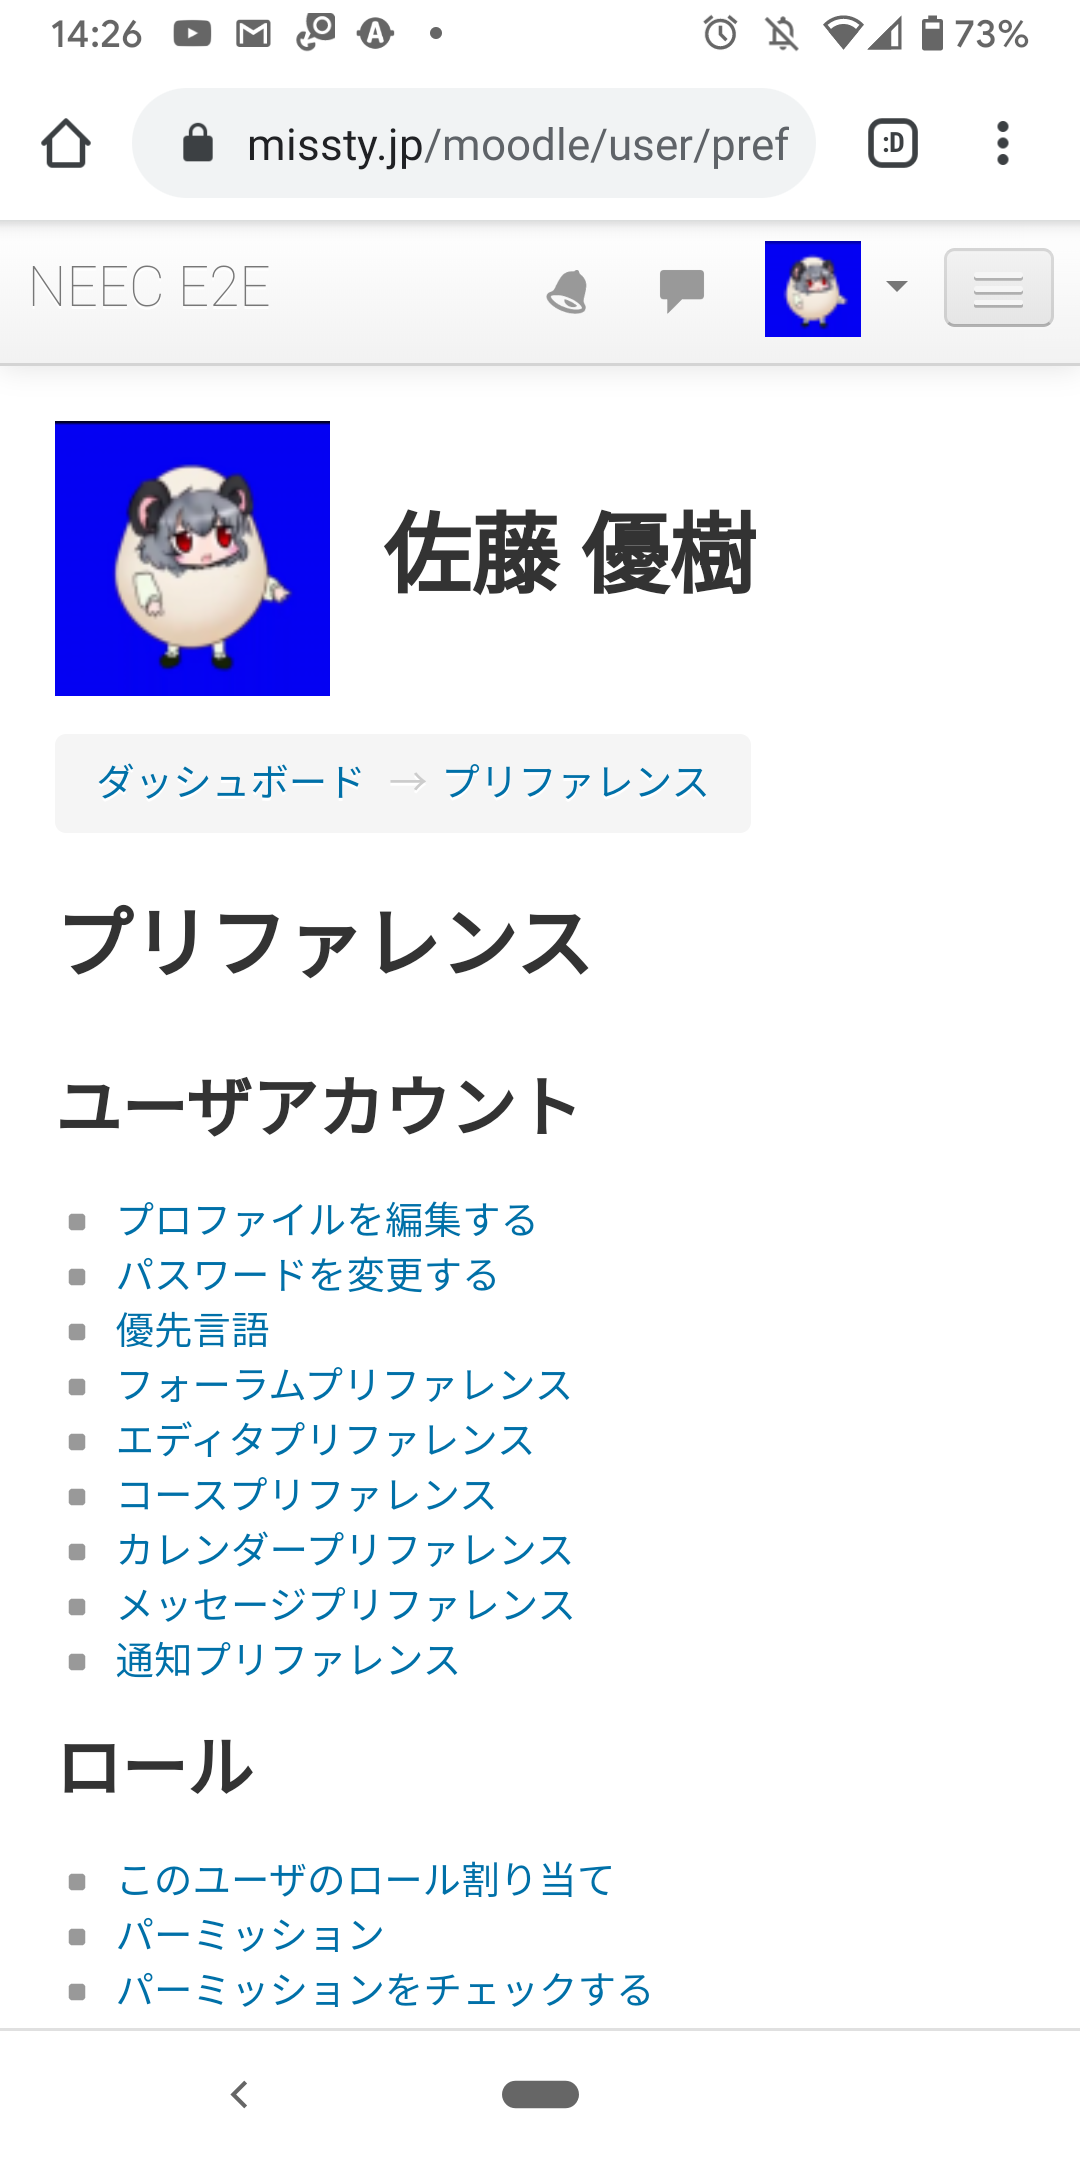 14:26
73%
missty.jp/moodle/user/pref
:D
NEEC E2E
佐藤 優樹
ダッシュボード → プリファレンス
プリファレンス
ユーザアカウント
プロファイルを編集する
パスワードを変更する
優先言語
フォーラムプリファレンス
エディタプリファレンス
コースプリファレンス
カレンダープリファレンス
メッセージプリファレンス
通知プリファレンス
ロール
このユーザのロール割り当て
パーミッション
パーミッションをチェックする